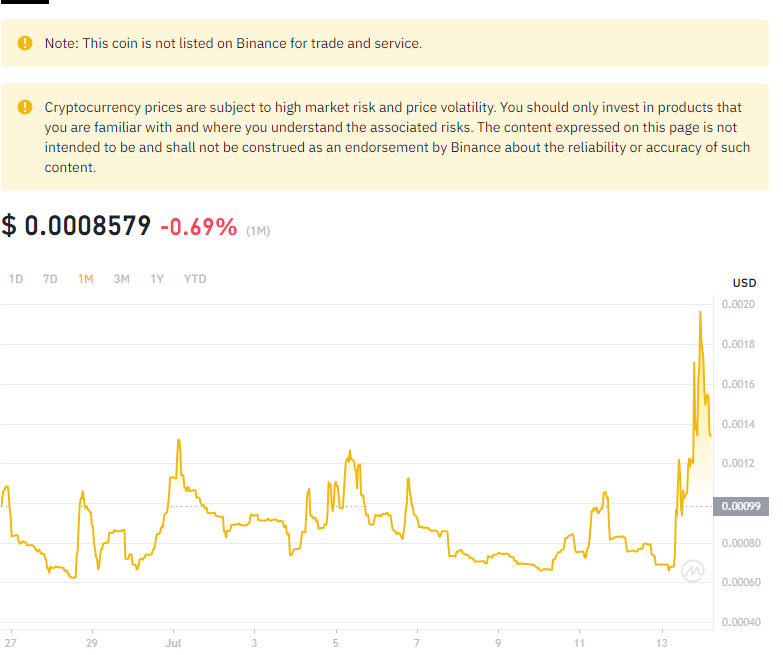 Note: This coin is not listed on Binance for trade and service.
Cryptocurrency prices are subject to high market risk and price volatility. You should only invest in products that
you are familiar with and where you understand the associated risks. The content expressed on this page is not
intended to be and shall not be construed as an endorsement by Binance about the reliability or accuracy of such
content.
$ 0.0008579 -0.69% (1M)
1D 7D 1M 3M 1Y YTD
USD
0.0020
0.0018
0.0016
0.0014
0.0012
0.00099
0.00080
0.00060
0.00040
27 29 Jul 3 5 7 9 11 13